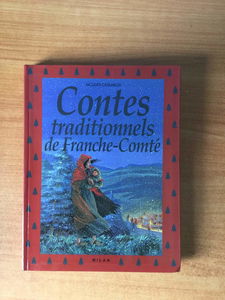 Contes
traditionnels
de Franche-Comté
MILAN